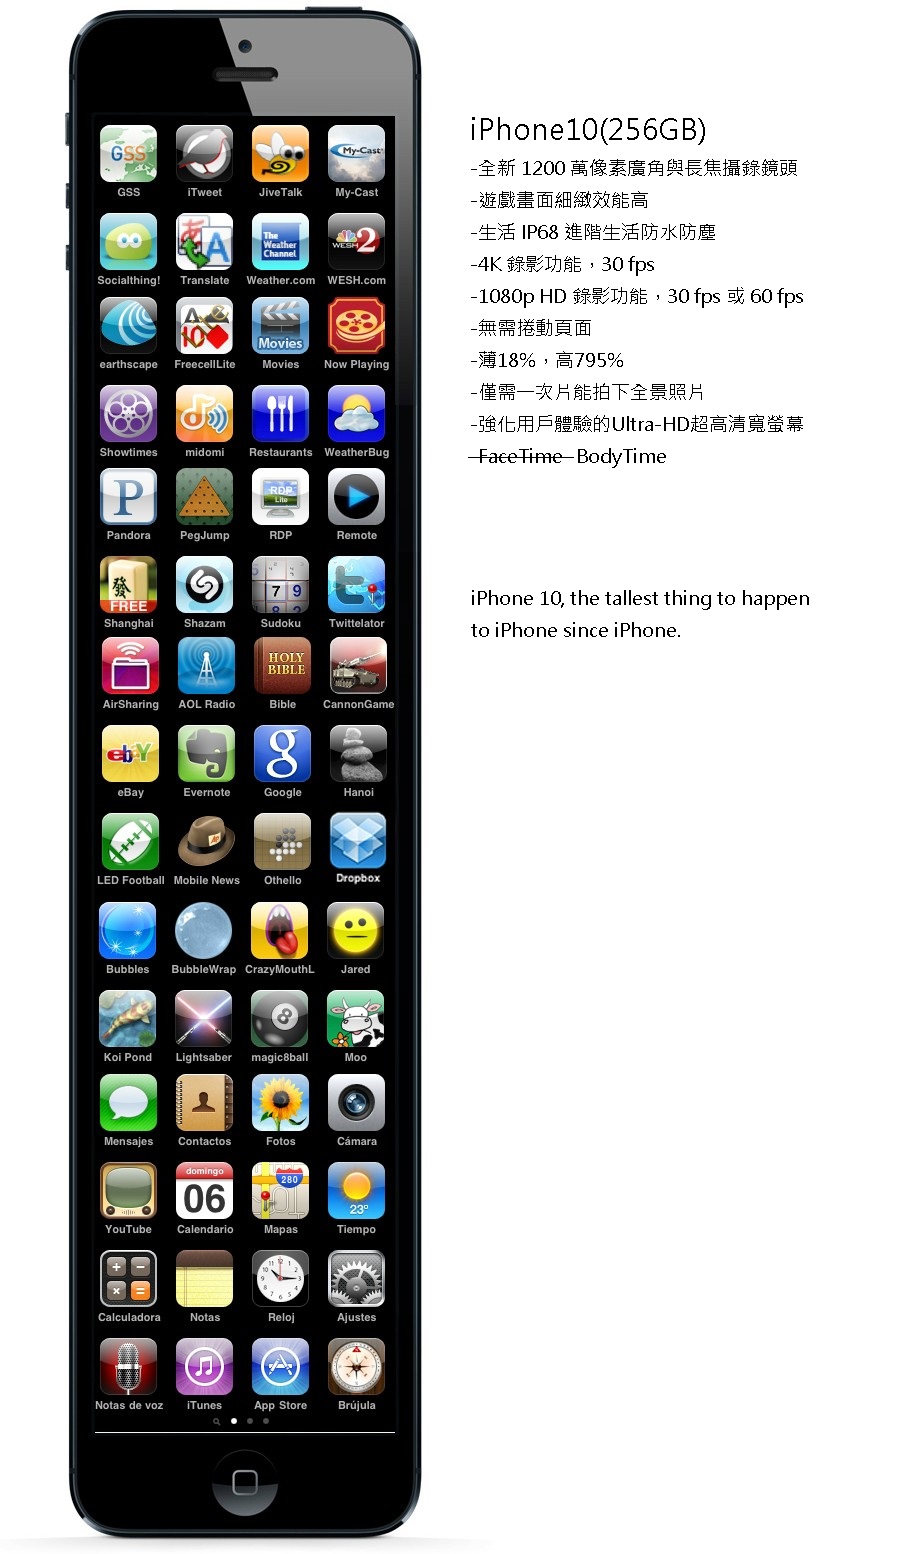 GSS
iTweet
JiveTalk
My-Cast
My-Cast
GSS
The Weather Channel
WESH 2
あ A
Socialthing!
Translate
Weather.com
WESH.com
Movies
earthscape
FreecellLite
Movies
Now Playing
Showtimes
midomi
Restaurants
WeatherBug
P
RDP
Lite
Pandora
PegJump
RDP
Remote
發
FREE
7 9
Shanghai
Shazam
Sudoku
Twittelator
HOLY
BIBLE
AirSharing
AOL Radio
Bible
CannonGame
ebY
g
eBay
Evernote
Google
Hanoi
LED Football
Mobile News
Othello
Dropbox
Bubbles
BubbleWrap
CrazyMouthL
Jared
8
Koi Pond
Lightsaber
magic8ball
Moo
Mensajes
Contactos
Fotos
Cámara
domingo
06
280
23°
YouTube
Calendario
Mapas
Tiempo
+ −
× =
Calculadora
Notas
Reloj
Ajustes
Notas de voz
iTunes
App Store
Brújula
iPhone10(256GB)
-全新 1200 萬像素廣角與長焦攝錄鏡頭
-遊戲畫面細緻效能高
-生活 IP68 進階生活防水防塵
-4K 錄影功能，30 fps
-1080p HD 錄影功能，30 fps 或 60 fps
-無需捲動頁面
-薄18%，高795%
-僅需一次片能拍下全景照片
-強化用戶體驗的Ultra-HD超高清寬螢幕
-FaceTime BodyTime
iPhone 10, the tallest thing to happen
to iPhone since iPhone.